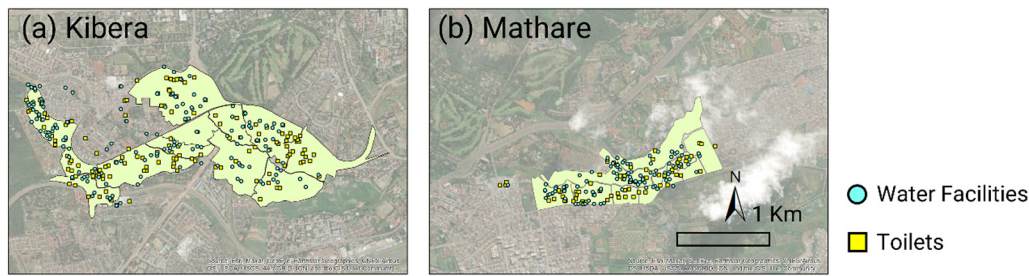 (a) Kibera
(b) Mathare
N
1 Km
Water Facilities
Toilets